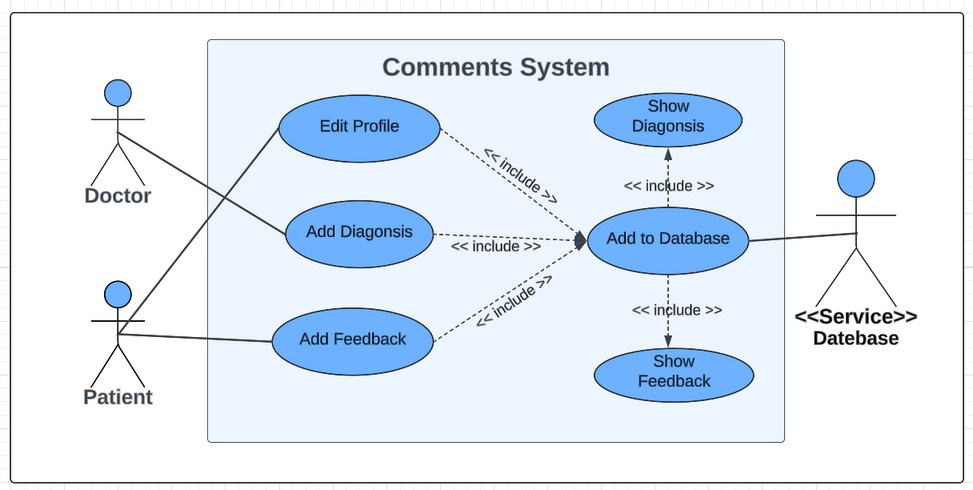 Comments System
Doctor
Patient
Edit Profile
Add Diagonsis
Add Feedback
<< include >>
<< include >>
<< include >>
Show
Diagonsis
<< include >>
Add to Database
<< include >>
Show
Feedback
<<Service>>
Datebase